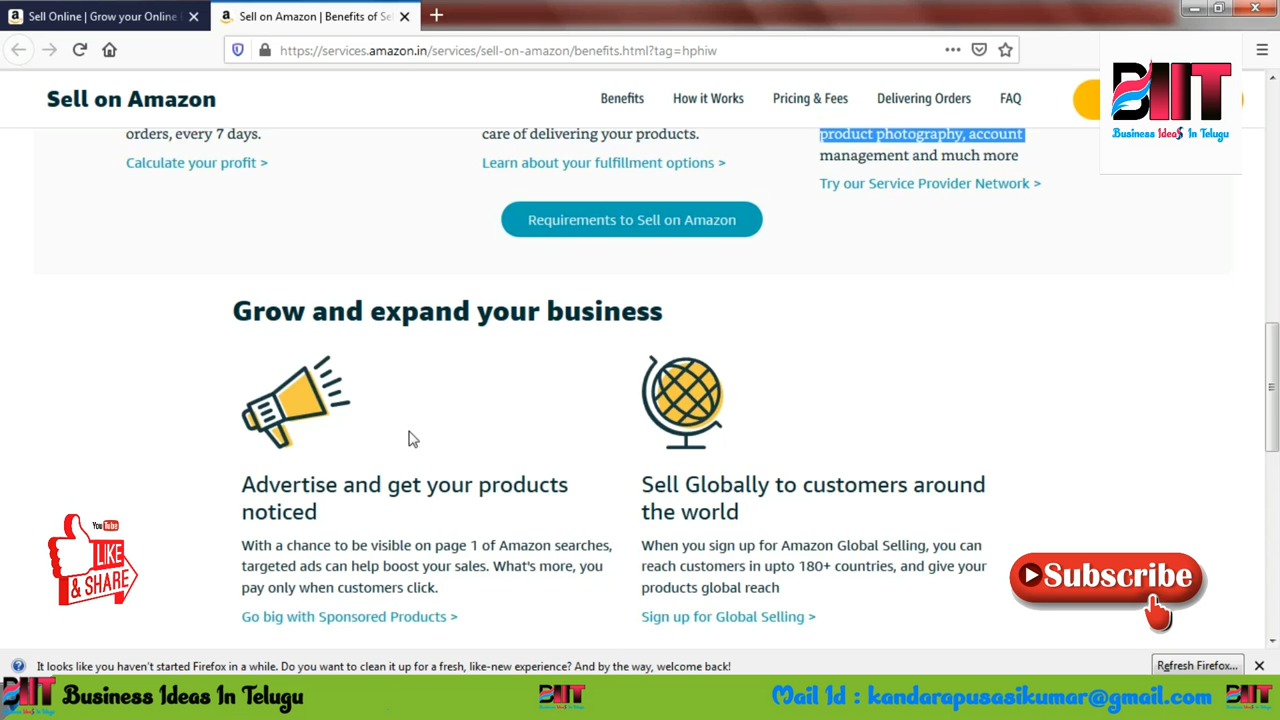 Sell Online | Grow your Online
Sell on Amazon | Benefits of Se
https://services.amazon.in/services/sell-on-amazon/benefits.html?tag=hphiw
Sell on Amazon
Benefits
How it Works
Pricing & Fees
Delivering Orders
FAQ
BIIT
Business Ideas In Telugu
orders, every 7 days.
Calculate your profit >
care of delivering your products.
Learn about your fulfillment options >
product photography, account
management and much more
Try our Service Provider Network >
Requirements to Sell on Amazon
Grow and expand your business
Advertise and get your products
noticed
With a chance to be visible on page 1 of Amazon searches,
targeted ads can help boost your sales. What's more, you
pay only when customers click.
Go big with Sponsored Products >
Sell Globally to customers around
the world
When you sign up for Amazon Global Selling, you can
reach customers in upto 180+ countries, and give your
products global reach
Sign up for Global Selling >
YouTube
LIKE
& SHARE
Subscribe
It looks like you haven't started Firefox in a while. Do you want to clean it up for a fresh, like-new experience? And by the way, welcome back!
Refresh Firefox...
BIIT
Business Ideas In Telugu
BIIT
Mail Id : kandarapusasikumar@gmail.com
BIIT